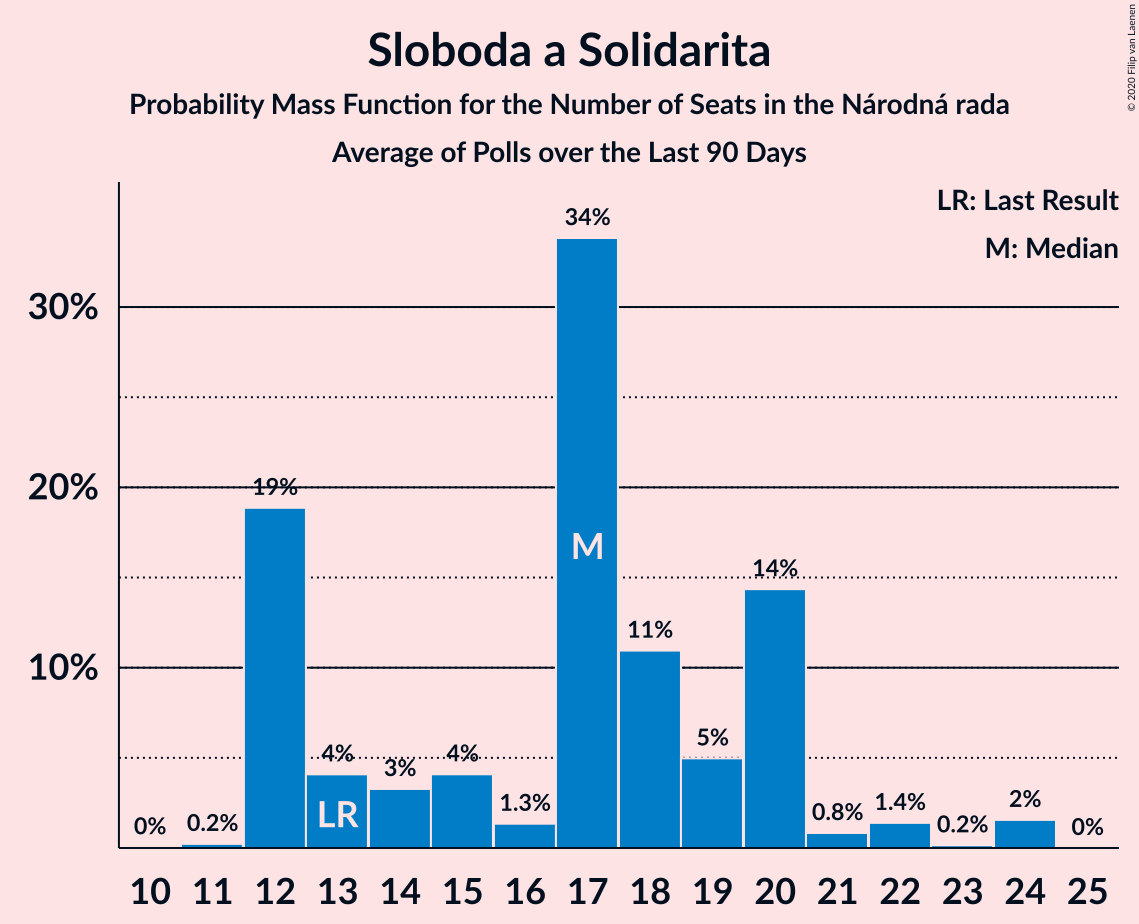 Sloboda a Solidarita
Probability Mass Function for the Number of Seats in the Národná rada
Average of Polls over the Last 90 Days
© 2020 Filip van Laenen
LR: Last Result
M: Median
34%
30%
20%
19%
M
14%
11%
10%
5%
4%
3%
4%
LR
1.3%
0%
0.2%
0.8%
1.4%
0.2%
2%
0%
10 11 12 13 14 15 16 17 18 19 20 21 22 23 24 25